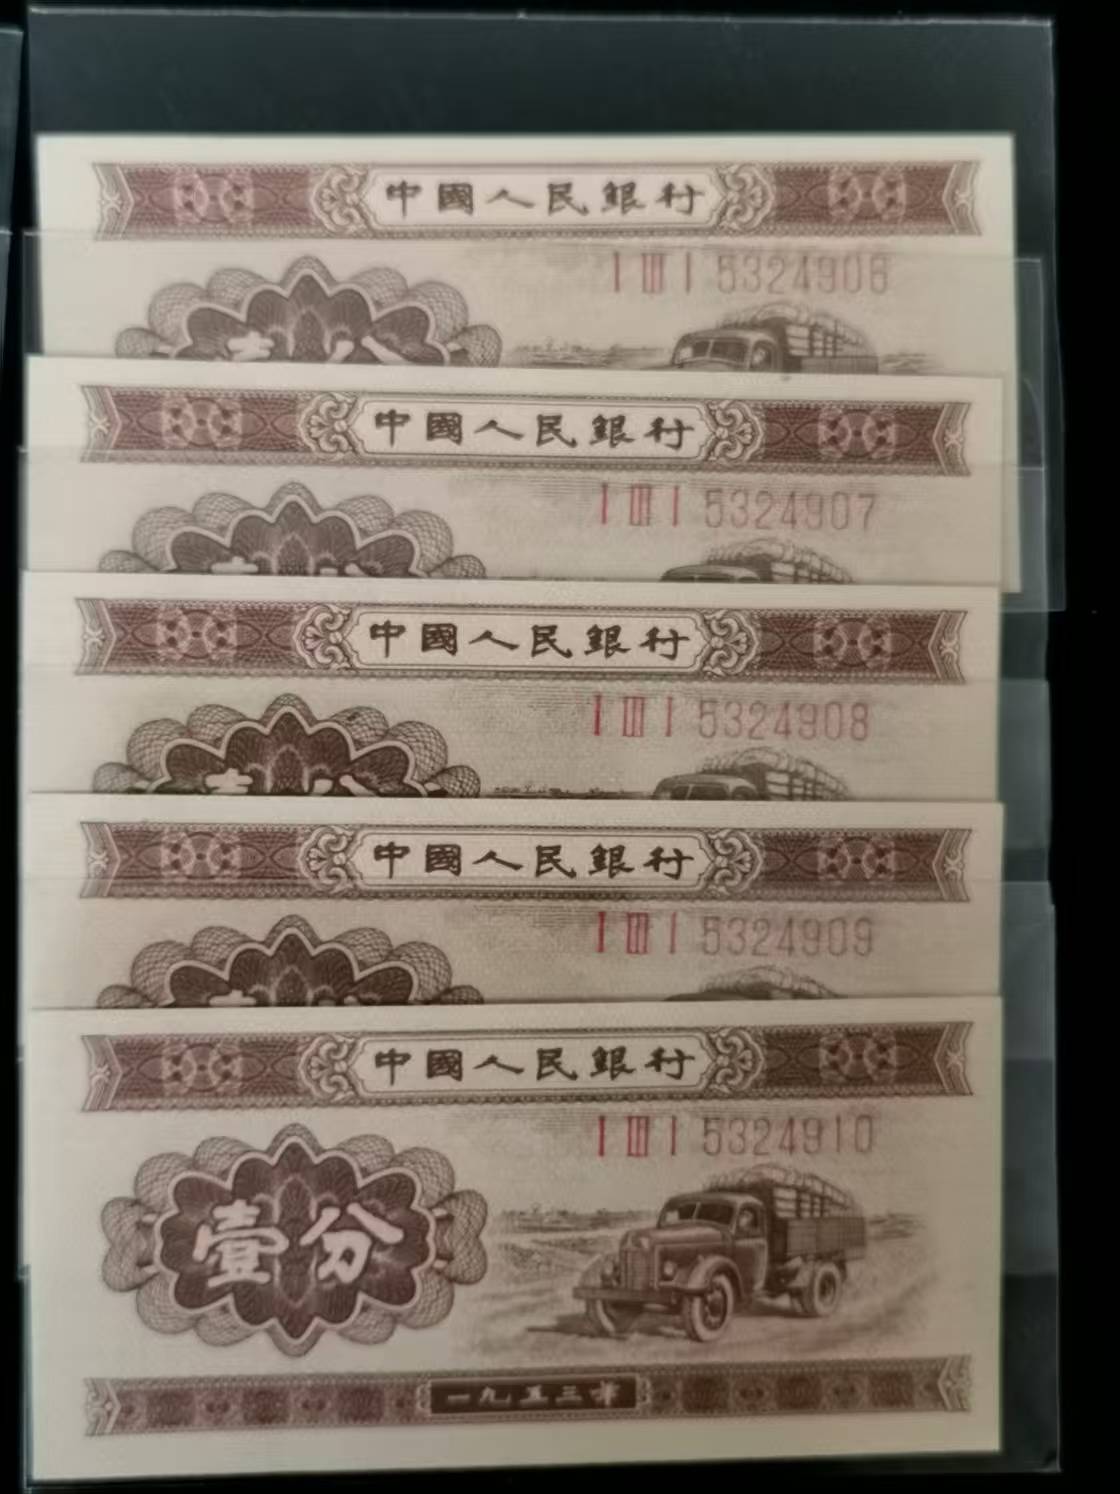 中國人民銀行
I III I 5324906
中國人民銀行
I III I 5324907
中國人民銀行
I III I 5324908
中國人民銀行
I III I 5324909
中國人民銀行
I III I 5324910
壹分
一九五三年